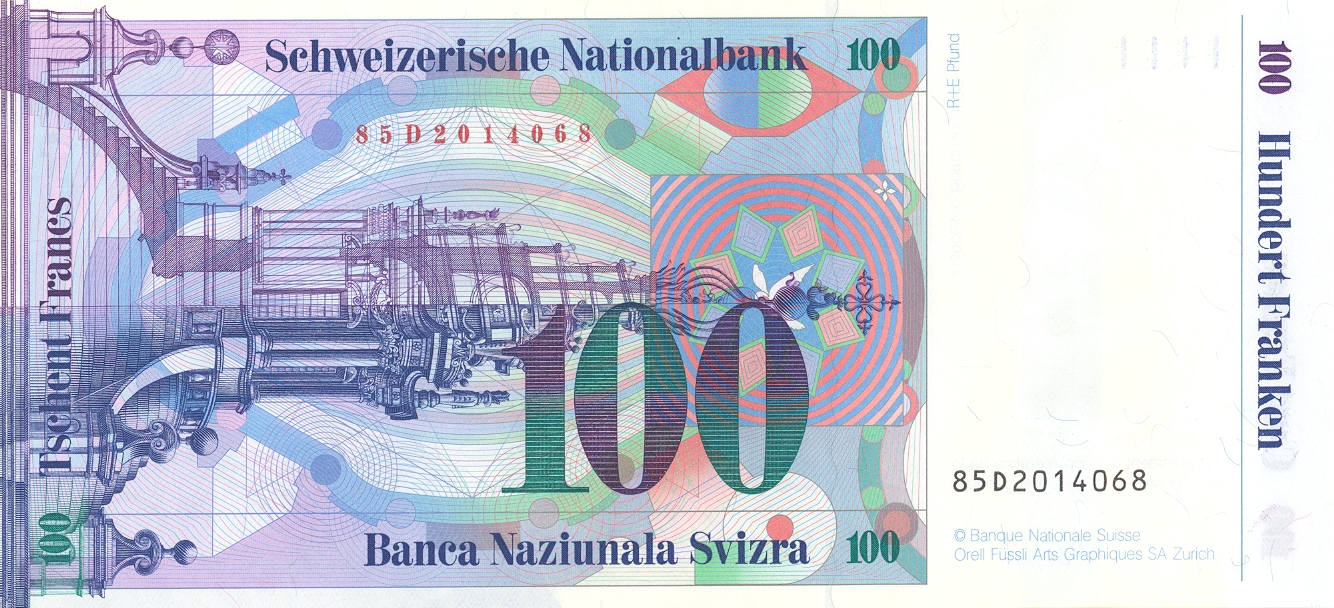 Schweizerische Nationalbank 100
85D2014068
Tschent Francs
100
100
Banca Naziunala Svizra 100
R+E Pfund
85D2014068
© Banque Nationale Suisse
Orell Füssli Arts Graphiques SA Zurich
100 Hundert Franken